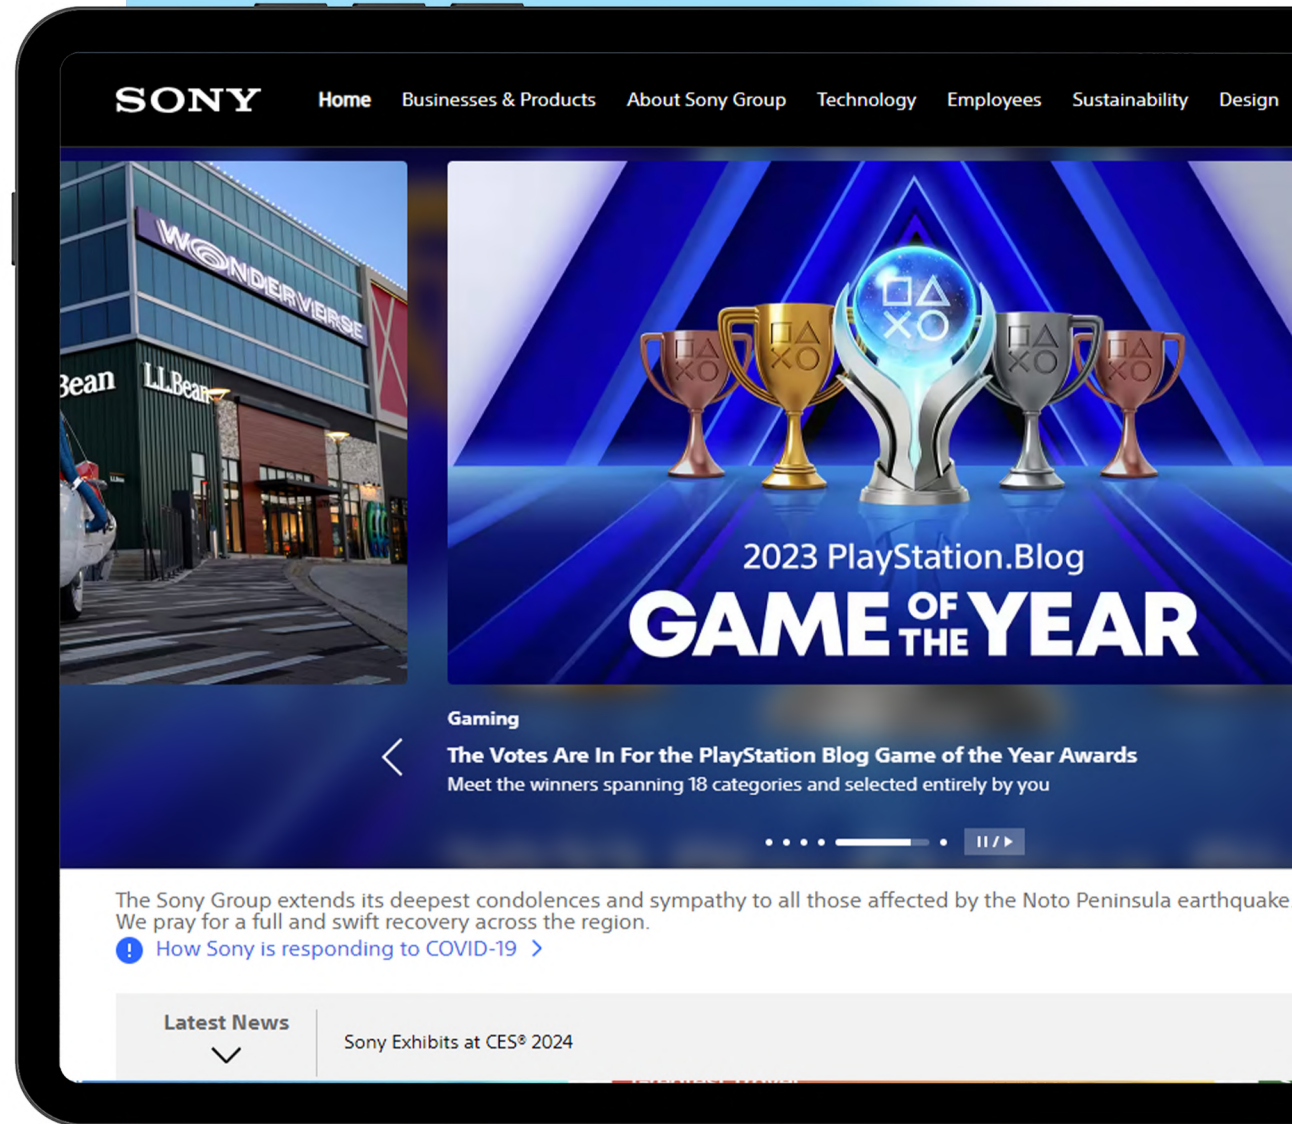 SONY Home Businesses & Products About Sony Group Technology Employees Sustainability Design
WONDERVERSE
Bean L.L.Bean
2023 PlayStation.Blog
GAME OF THE YEAR
Gaming
The Votes Are In For the PlayStation Blog Game of the Year Awards
Meet the winners spanning 18 categories and selected entirely by you
The Sony Group extends its deepest condolences and sympathy to all those affected by the Noto Peninsula earthquake
We pray for a full and swift recovery across the region.
How Sony is responding to COVID-19
Latest News
Sony Exhibits at CES® 2024